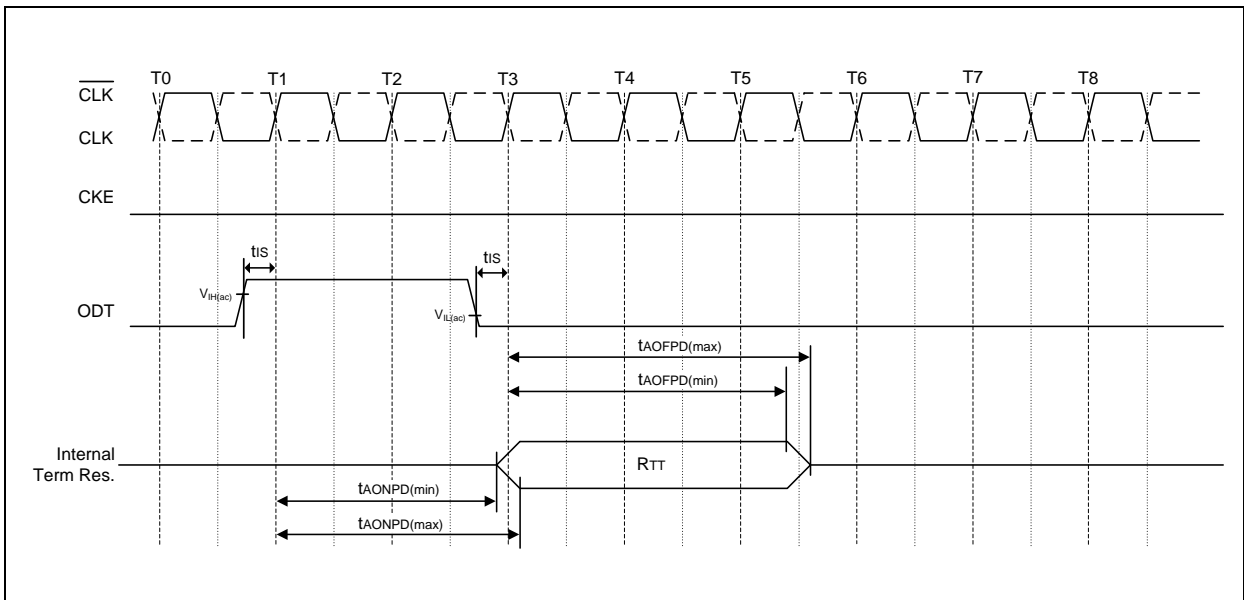 T0 T1 T2 T3 T4 T5 T6 T7 T8
CLK
CLK
CKE
tIS
tIS
VIH(ac)
ODT
VIL(ac)
tAOFPD(max)
tAOFPD(min)
Internal
Term Res.
RTT
tAONPD(min)
tAONPD(max)